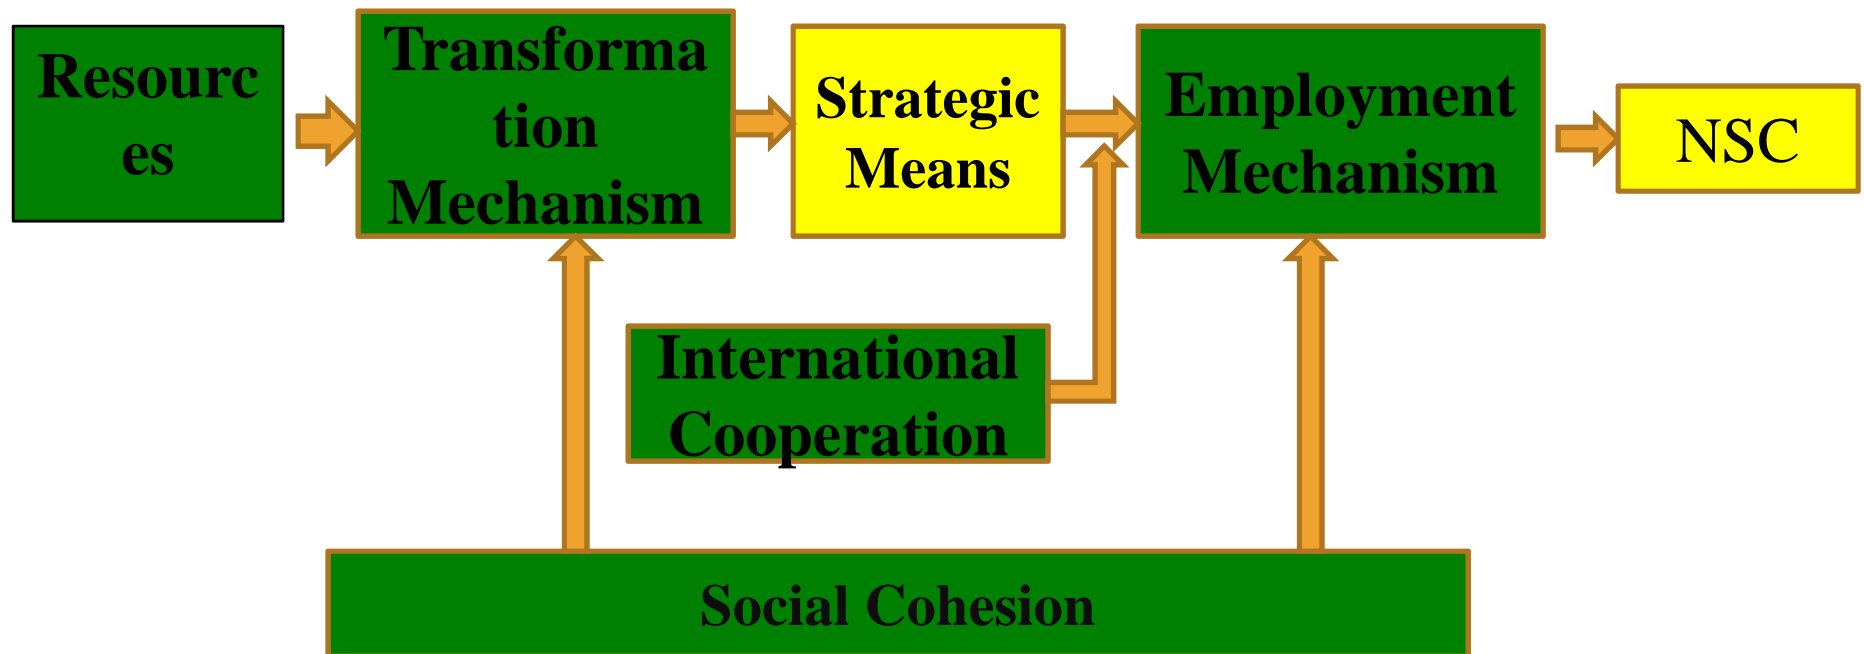 Resourc
es
Transforma
tion
Mechanism
Strategic
Means
Employment
Mechanism
NSC
International
Cooperation
Social Cohesion